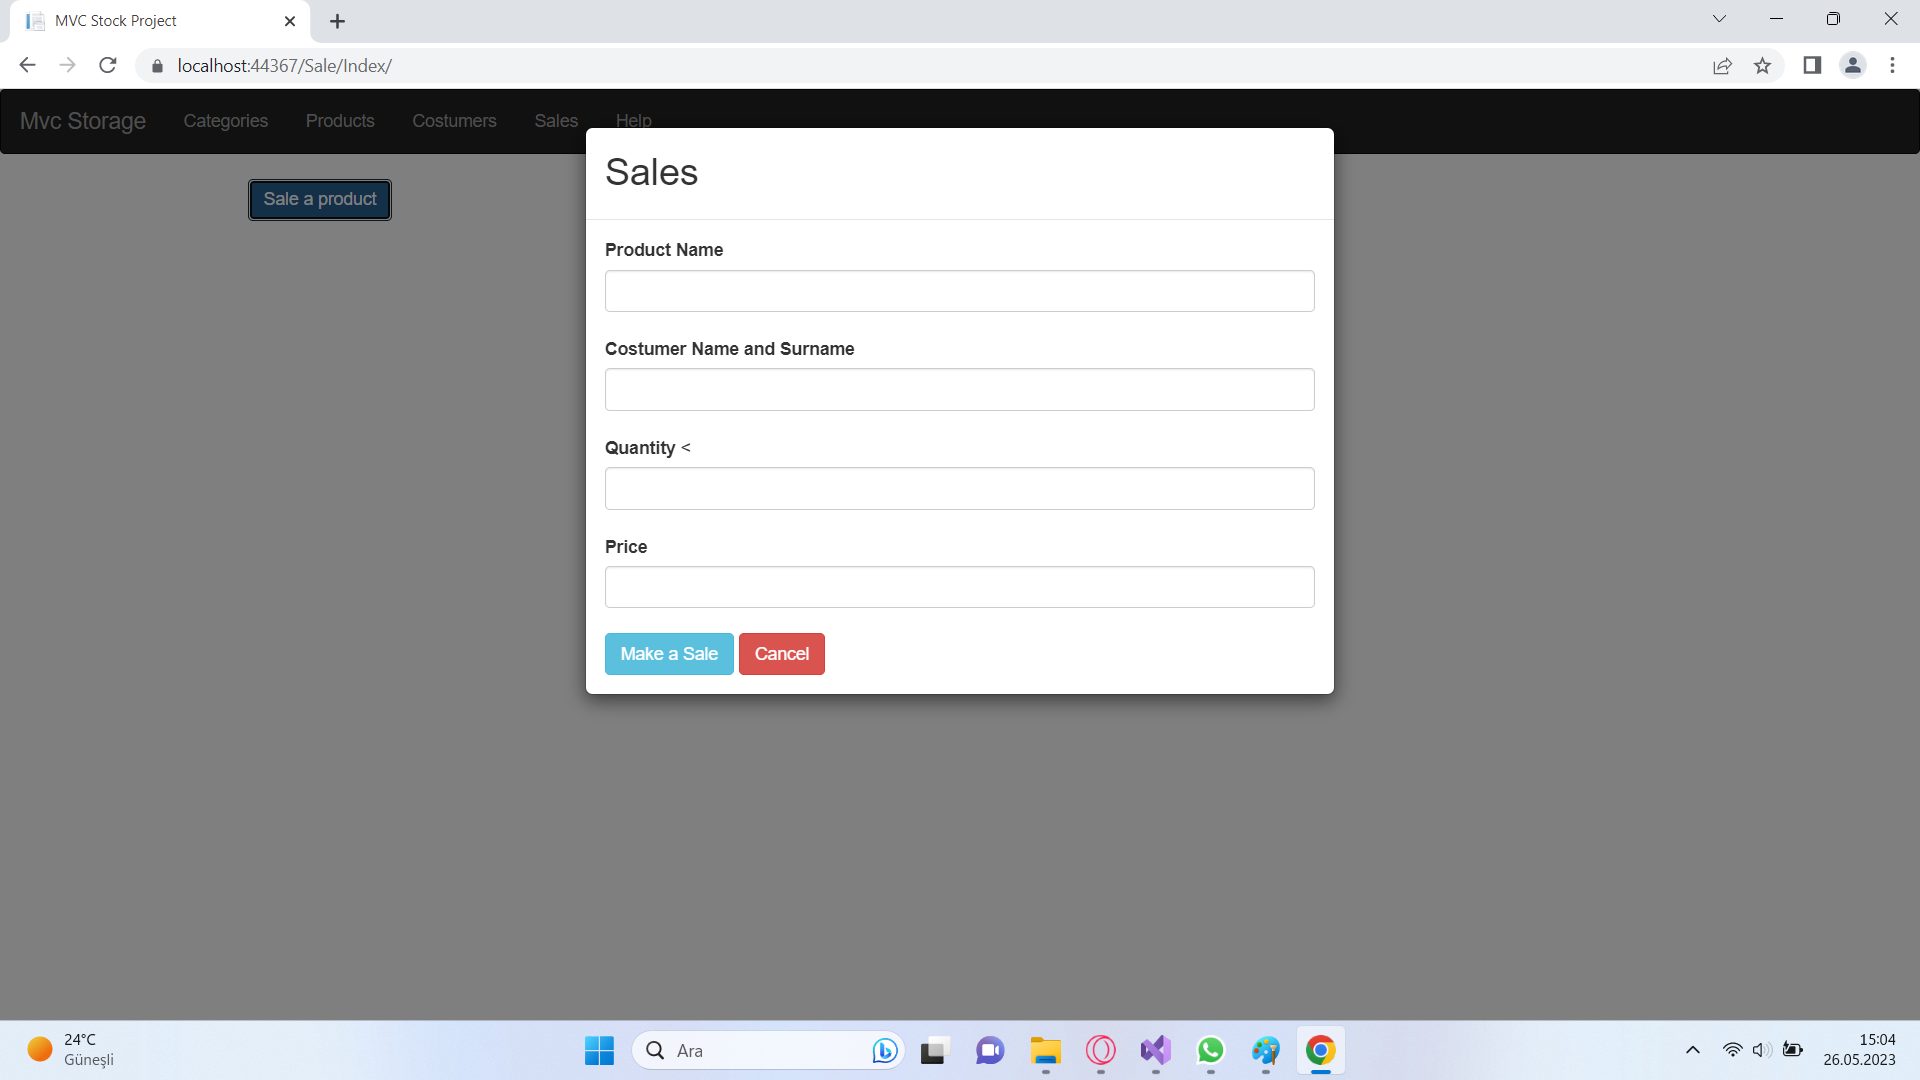 MVC Stock Project
localhost:44367/Sale/Index/
Mvc Storage Categories Products Costumers Sales Help
Sale a product
Sales
Product Name
Costumer Name and Surname
Quantity <
Price
Make a Sale Cancel
24°C
Güneşli
Ara
15:04
26.05.2023